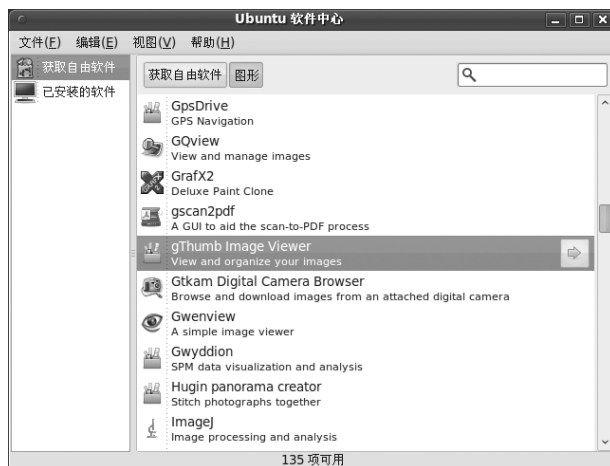 Ubuntu 软件中心
文件(F) 编辑(E) 视图(V) 帮助(H)
获取自由软件
已安装的软件
获取自由软件 图形
GpsDrive
GPS Navigation
GQview
View and manage images
GrafX2
Deluxe Paint Clone
gscan2pdf
A GUI to aid the scan-to-PDF process
gThumb Image Viewer
View and organize your images
Gtkam Digital Camera Browser
Browse and download images from an attached digital camera
Gwenview
A simple image viewer
Gwyddion
SPM data visualization and analysis
Hugin panorama creator
Stitch photographs together
ImageJ
Image processing and analysis
135 项可用